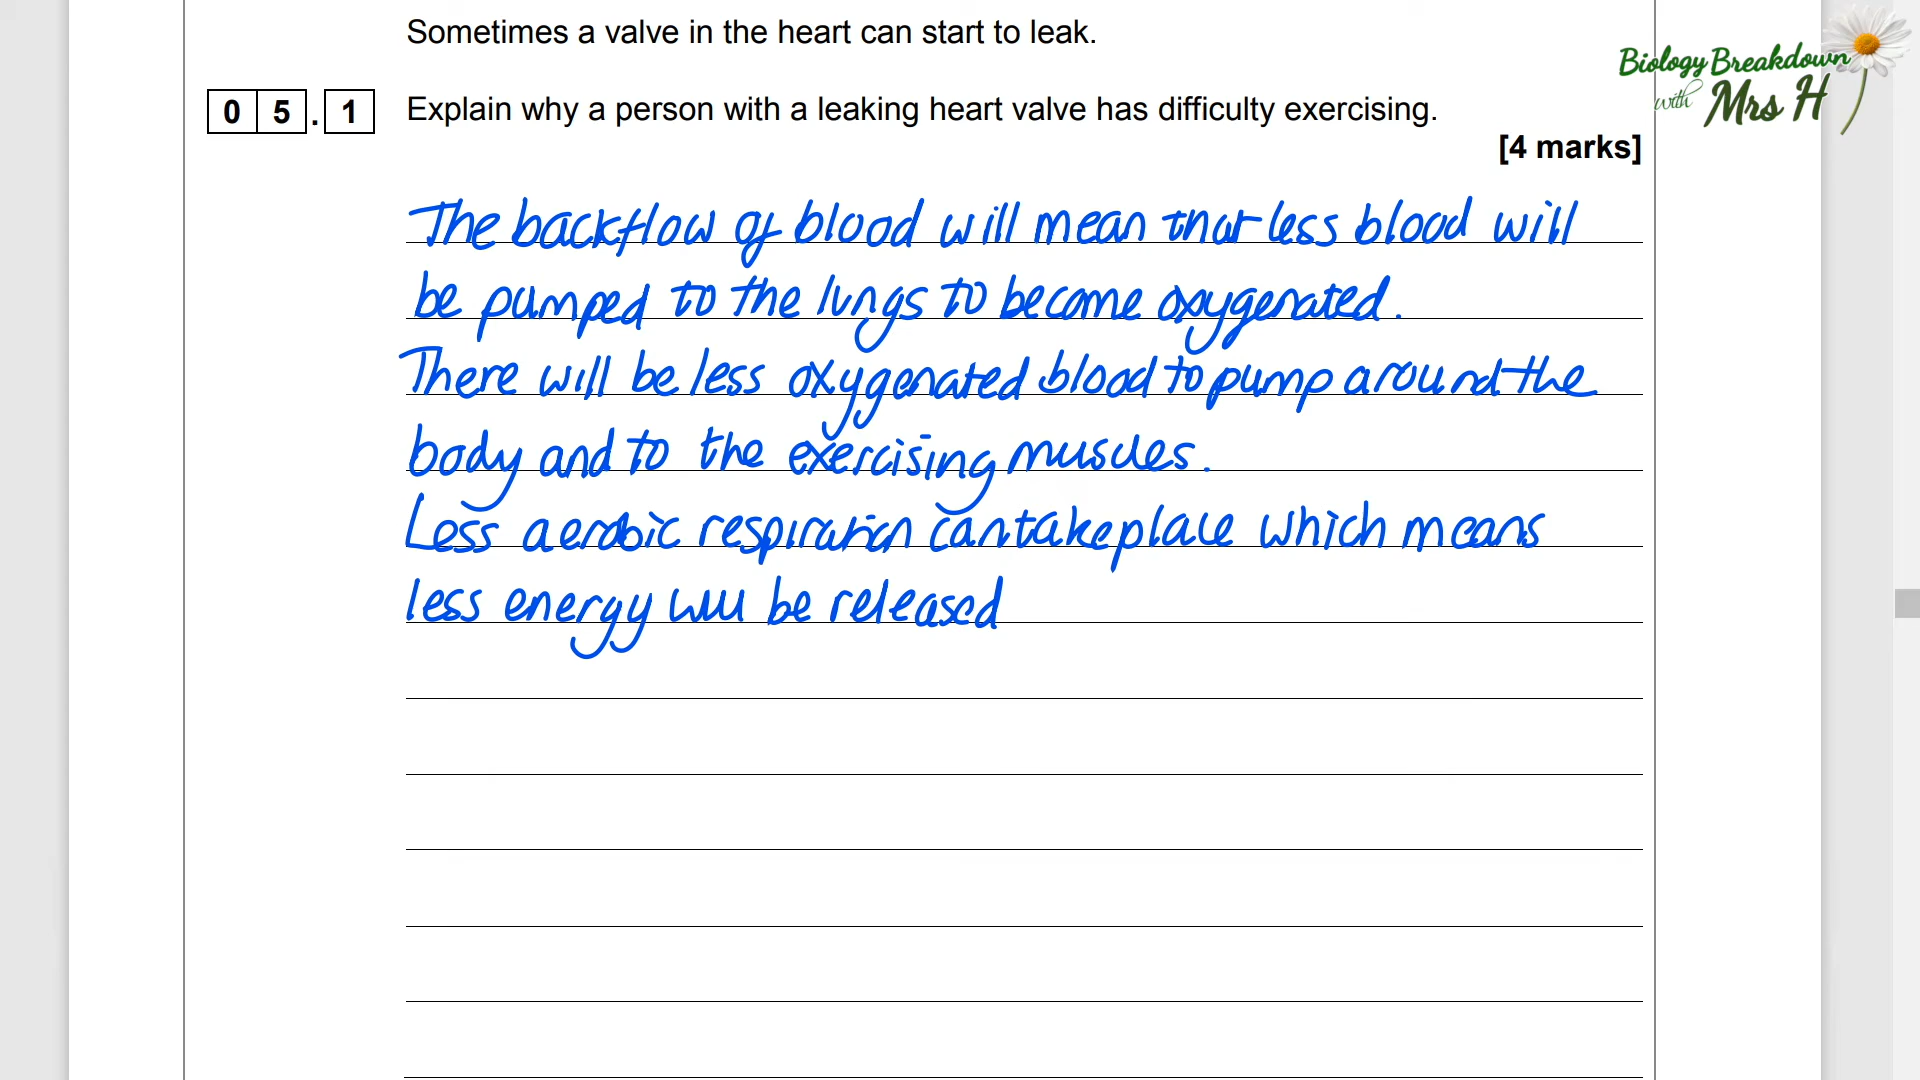 Sometimes a valve in the heart can start to leak.
Biology Breakdown
with Mrs H
05.1 Explain why a person with a leaking heart valve has difficulty exercising.
[4 marks]
The backflow of blood will mean that less blood will
be pumped to the lungs to become oxygenated.
There will be less oxygenated blood to pump around the
body and to the exercising muscles.
Less aerobic respiration can take place which means
less energy will be released